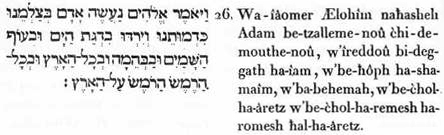 וַיֹּאמֶר אֱלֹהִים נַעֲשֶׂה אָדָם בְּצַלְמֵנוּ
כִּדְמוּתֵנוּ וְיִרְדּוּ בִדְגַת הַיָּם וּבְעוֹף
הַשָּׁמַיִם וּבַבְּהֵמָה וּבְכָל־הָאָרֶץ וּבְכָל־
הָרֶמֶשׂ הָרוֹמֵשׂ עַל־הָאָרֶץ׃
26. Wa-iâomer Ælohîm nahasheh
Adam be-tzalleme-noû chi-de-
mouthe-noû, w'ireddoû bi-deg-
gath ha-iam, w'be-hôph ha-sha-
maîm, w'ba-behemah, w'be-chol-
ha-âretz w'be-chol-ha-remesh ha-
romesh hal-ha-âretz.